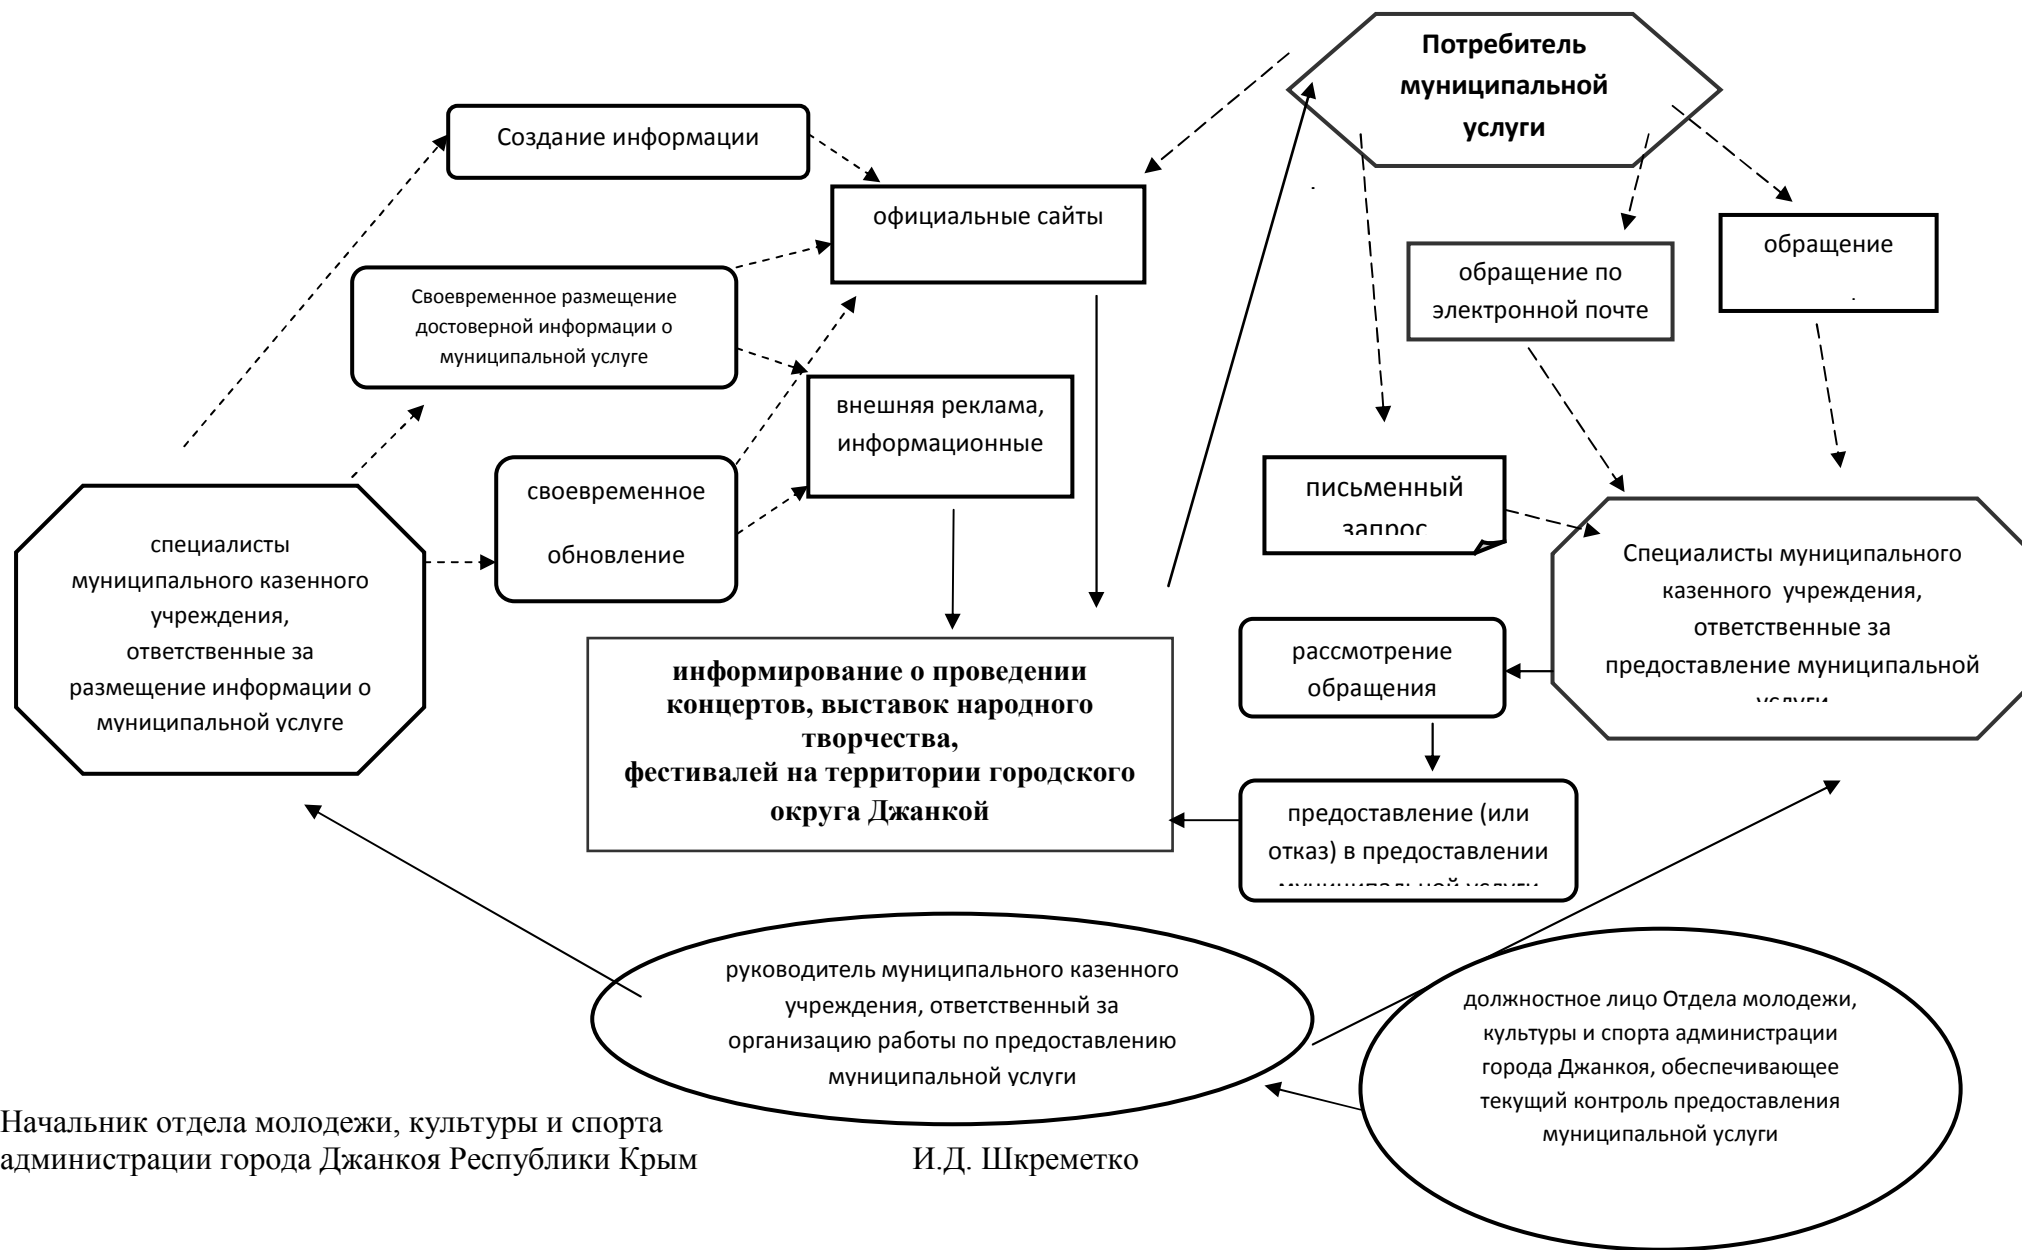 Потребитель
муниципальной
услуги
Создание информации
официальные сайты
обращение
обращение по
электронной почте
Своевременное размещение
достоверной информации о
муниципальной услуге
внешняя реклама,
информационные
своевременное
обновление
письменный
запрос
специалисты
муниципального казенного
учреждения,
ответственные за
размещение информации о
муниципальной услуге
Специалисты муниципального
казенного  учреждения,
ответственные за
предоставление муниципальной
услуги
рассмотрение
обращения
информирование о проведении
концертов, выставок народного
творчества,
фестивалей на территории городского
округа Джанкой
предоставление (или
отказ) в предоставлении
муниципальной услуги
руководитель муниципального казенного
учреждения, ответственный за
организацию работы по предоставлению
муниципальной услуги
должностное лицо Отдела молодежи,
культуры и спорта администрации
города Джанкоя, обеспечивающее
текущий контроль предоставления
муниципальной услуги
Начальник отдела молодежи, культуры и спорта
администрации города Джанкоя Республики Крым И.Д. Шкреметко